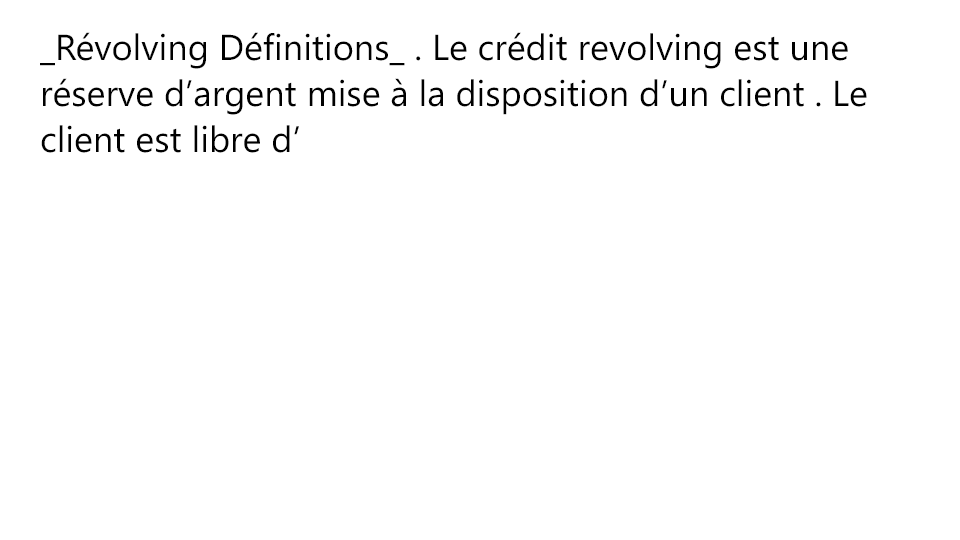 _Révolving Définitions_ . Le crédit revolving est une
réserve d’argent mise à la disposition d’un client . Le
client est libre d’